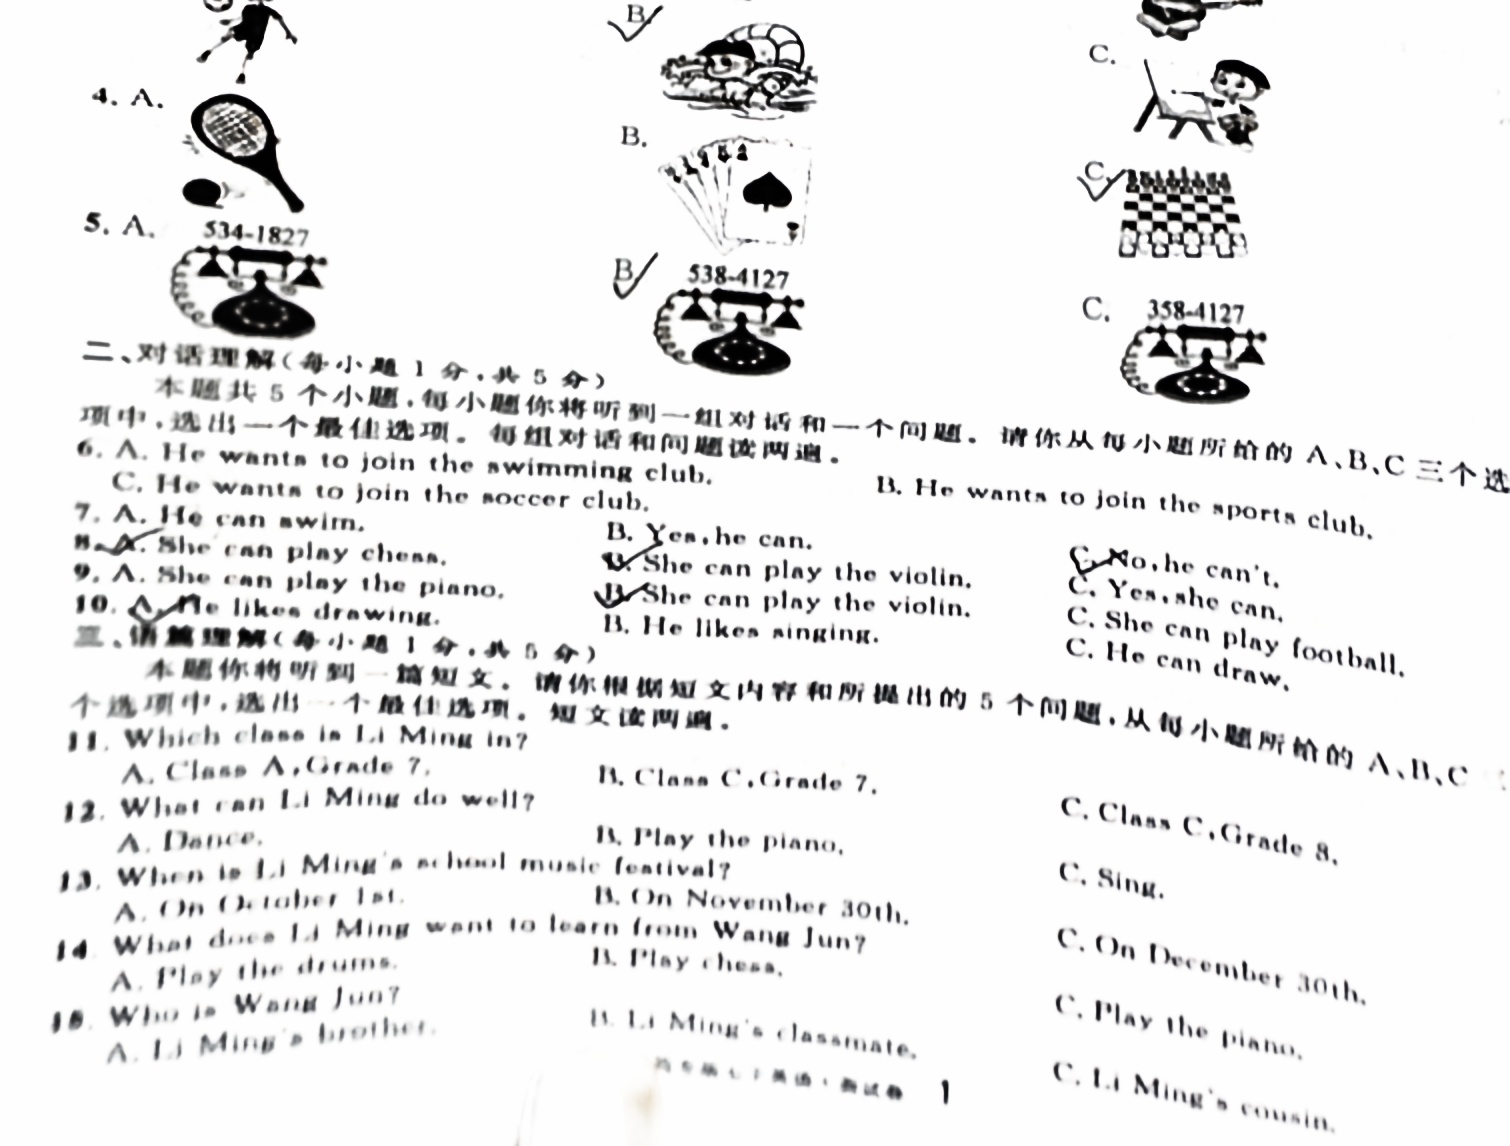 B.
C.
4. A.
B.
C.
5. A.
534-1827
B.
538-4127
C.
358-4127
二、对话理解(每小题 1 分,共 5 分)
本题共 5 个小题,每小题你将听到一组对话和一个问题。请你从每小题所给的 A、B、C 三个选
项中,选出一个最佳选项。每组对话和问题读两遍。
6. A. He wants to join the swimming club. B. He wants to join the sports club.
C. He wants to join the soccer club.
7. A. He can swim. B. Yes, he can. C. No, he can't.
8. A. She can play chess. B. She can play the violin. C. Yes, she can.
9. A. She can play the piano. B. She can play the violin. C. She can play football.
10. A. He likes drawing. B. He likes singing. C. He can draw.
三、语篇理解(每小题 1 分,共 5 分)
本题你将听到一篇短文。请你根据短文内容和所提出的 5 个问题,从每小题所给的 A、B、C 三
个选项中,选出一个最佳选项。短文读两遍。
11. Which class is Li Ming in?
A. Class A, Grade 7. B. Class C, Grade 7. C. Class C, Grade 8.
12. What can Li Ming do well?
A. Dance. B. Play the piano. C. Sing.
13. When is Li Ming's school music festival?
A. On October 1st. B. On November 30th. C. On December 30th.
14. What does Li Ming want to learn from Wang Jun?
A. Play the drums. B. Play chess. C. Play the piano.
15. Who is Wang Jun?
A. Li Ming's brother. B. Li Ming's classmate. C. Li Ming's cousin.
1